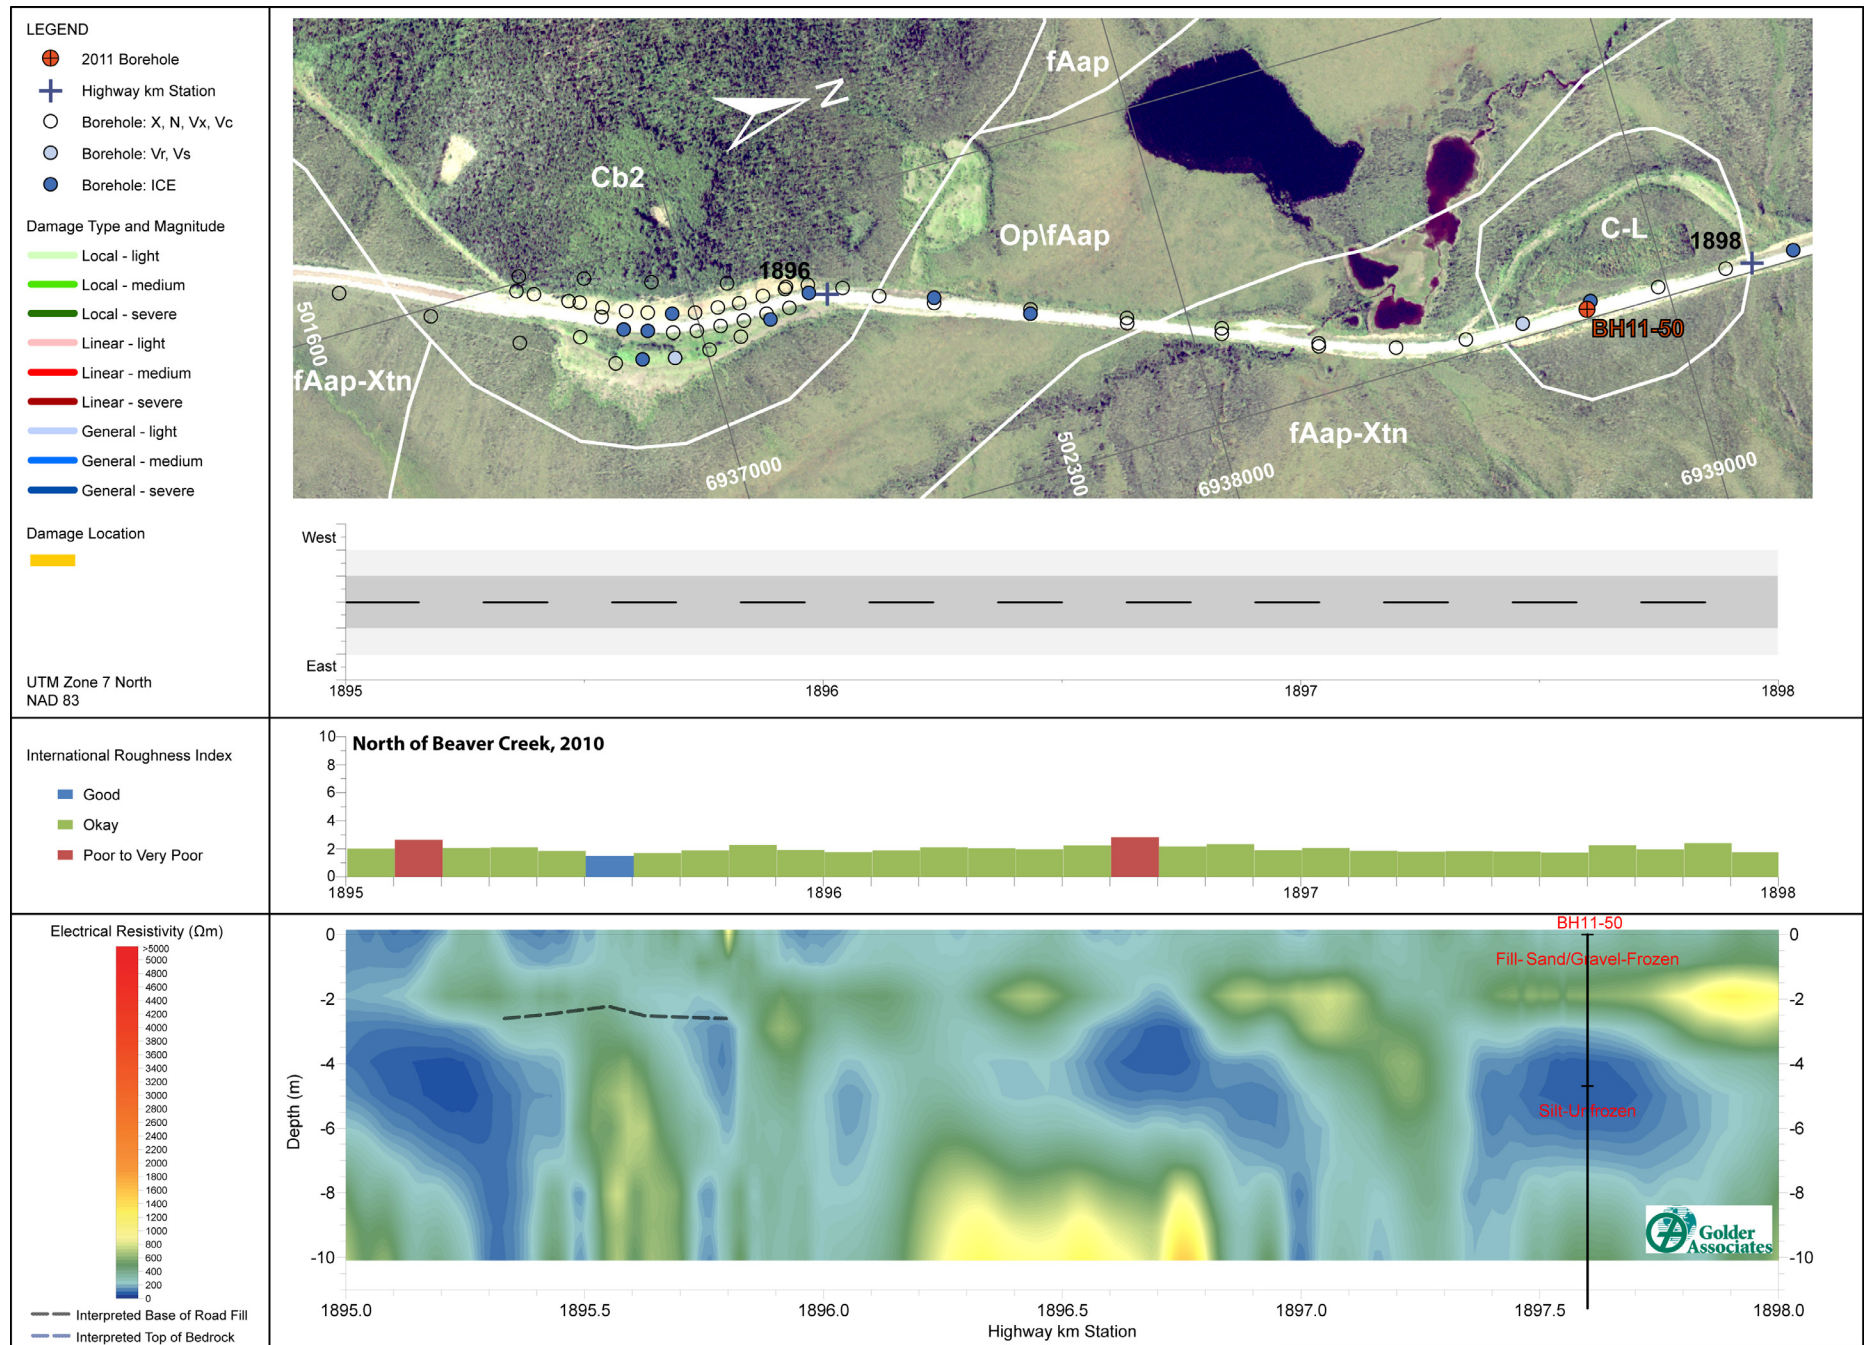 LEGEND
2011 Borehole
Highway km Station
Borehole: X, N, Vx, Vc
Borehole: Vr, Vs
Borehole: ICE
Damage Type and Magnitude
Local - light
Local - medium
Local - severe
Linear - light
Linear - medium
Linear - severe
General - light
General - medium
General - severe
Damage Location
UTM Zone 7 North
NAD 83
fAap
N
Cb2
Op\fAap
C-L
1898
1896
501600
BH11-50
fAap-Xtn
fAap-Xtn
502300
6937000
6938000
6939000
West
East
1895 1896 1897 1898
International Roughness Index
Good
Okay
Poor to Very Poor
North of Beaver Creek, 2010
10
8
6
4
2
0
1895 1896 1897 1898
Electrical Resistivity (Ωm)
>5000
5000
4800
4600
4400
4200
4000
3800
3600
3400
3200
3000
2800
2600
2400
2200
2000
1800
1600
1400
1200
1000
800
600
400
200
0
Interpreted Base of Road Fill
Interpreted Top of Bedrock
BH11-50
Fill- Sand/Gravel-Frozen
Silt-Unfrozen
Depth (m)
0 0
-2 -2
-4 -4
-6 -6
-8 -8
-10 -10
Golder
Associates
1895.0 1895.5 1896.0 1896.5 1897.0 1897.5 1898.0
Highway km Station